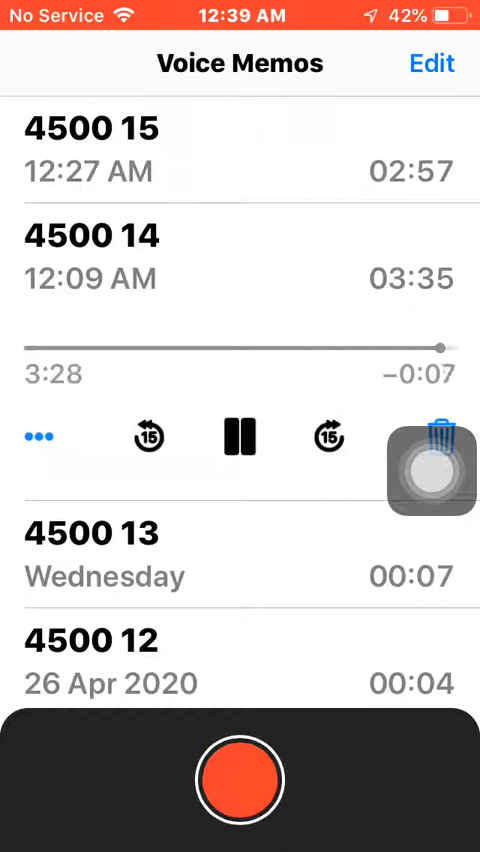 No Service 12:39 AM 42%
Voice Memos Edit
4500 15
12:27 AM 02:57
4500 14
12:09 AM 03:35
3:28 −0:07
15 15
4500 13
Wednesday 00:07
4500 12
26 Apr 2020 00:04